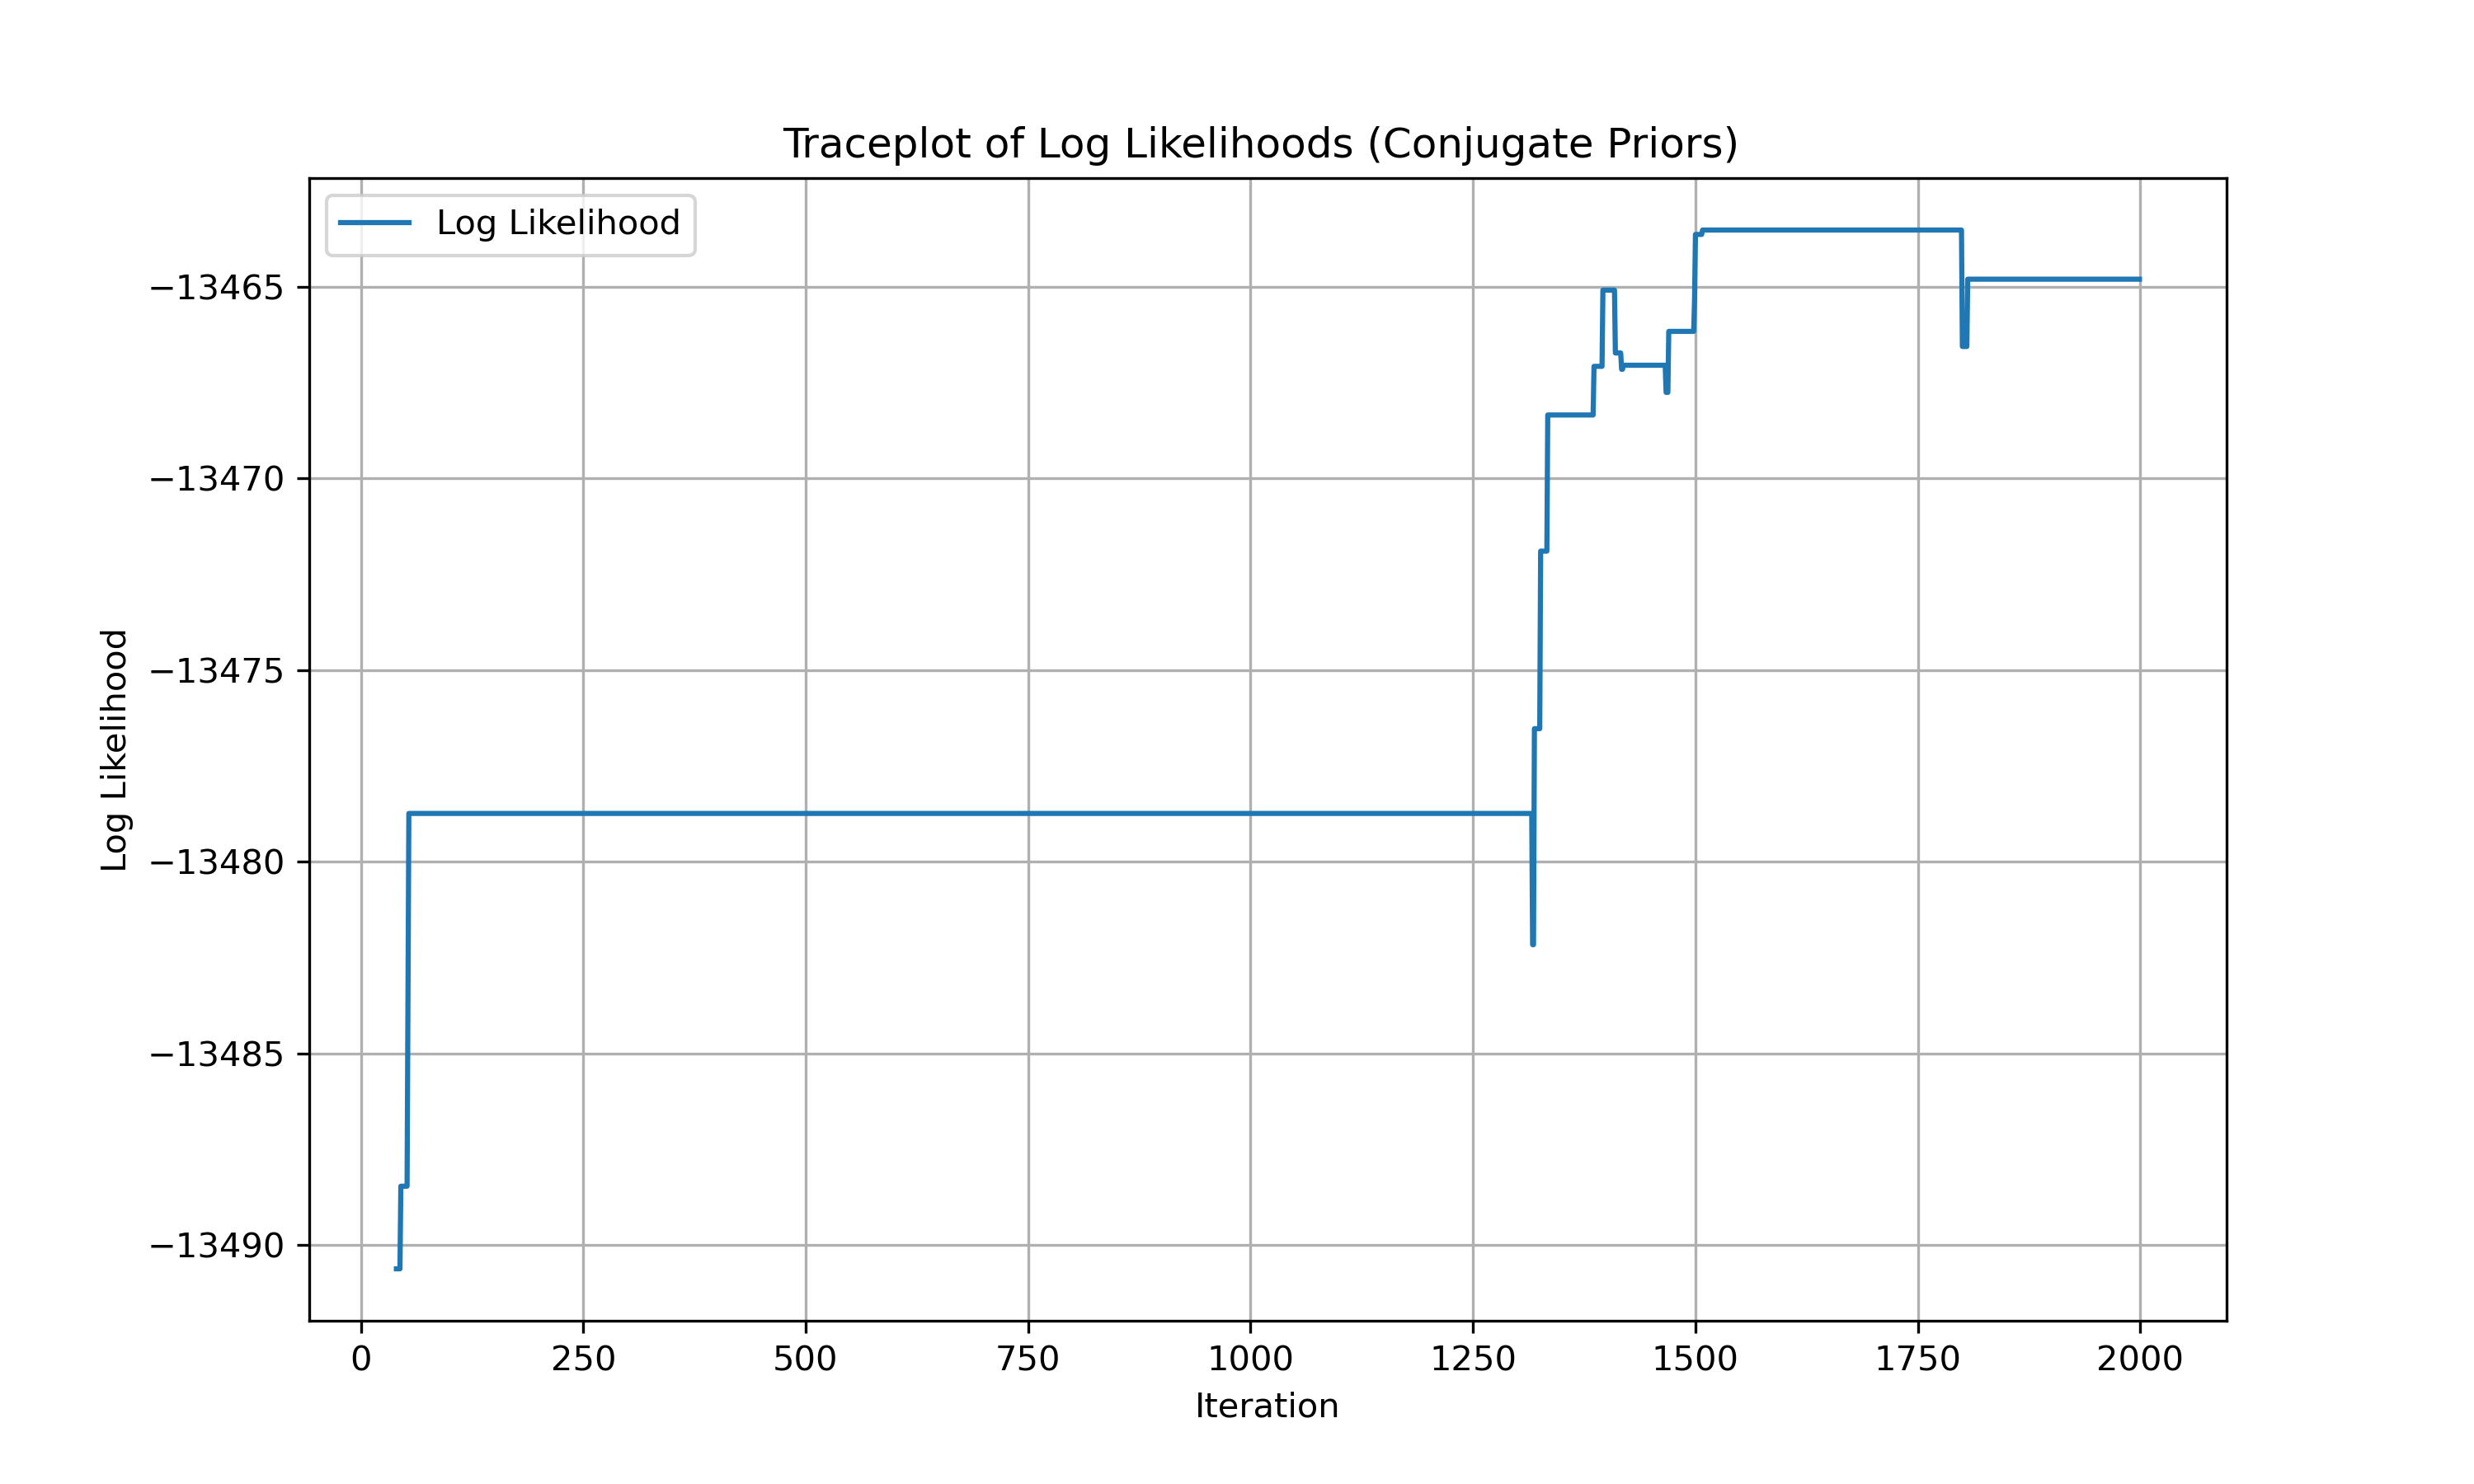 Traceplot of Log Likelihoods (Conjugate Priors)
Log Likelihood
−13465
−13470
−13475
−13480
−13485
−13490
Log Likelihood
0 250 500 750 1000 1250 1500 1750 2000
Iteration